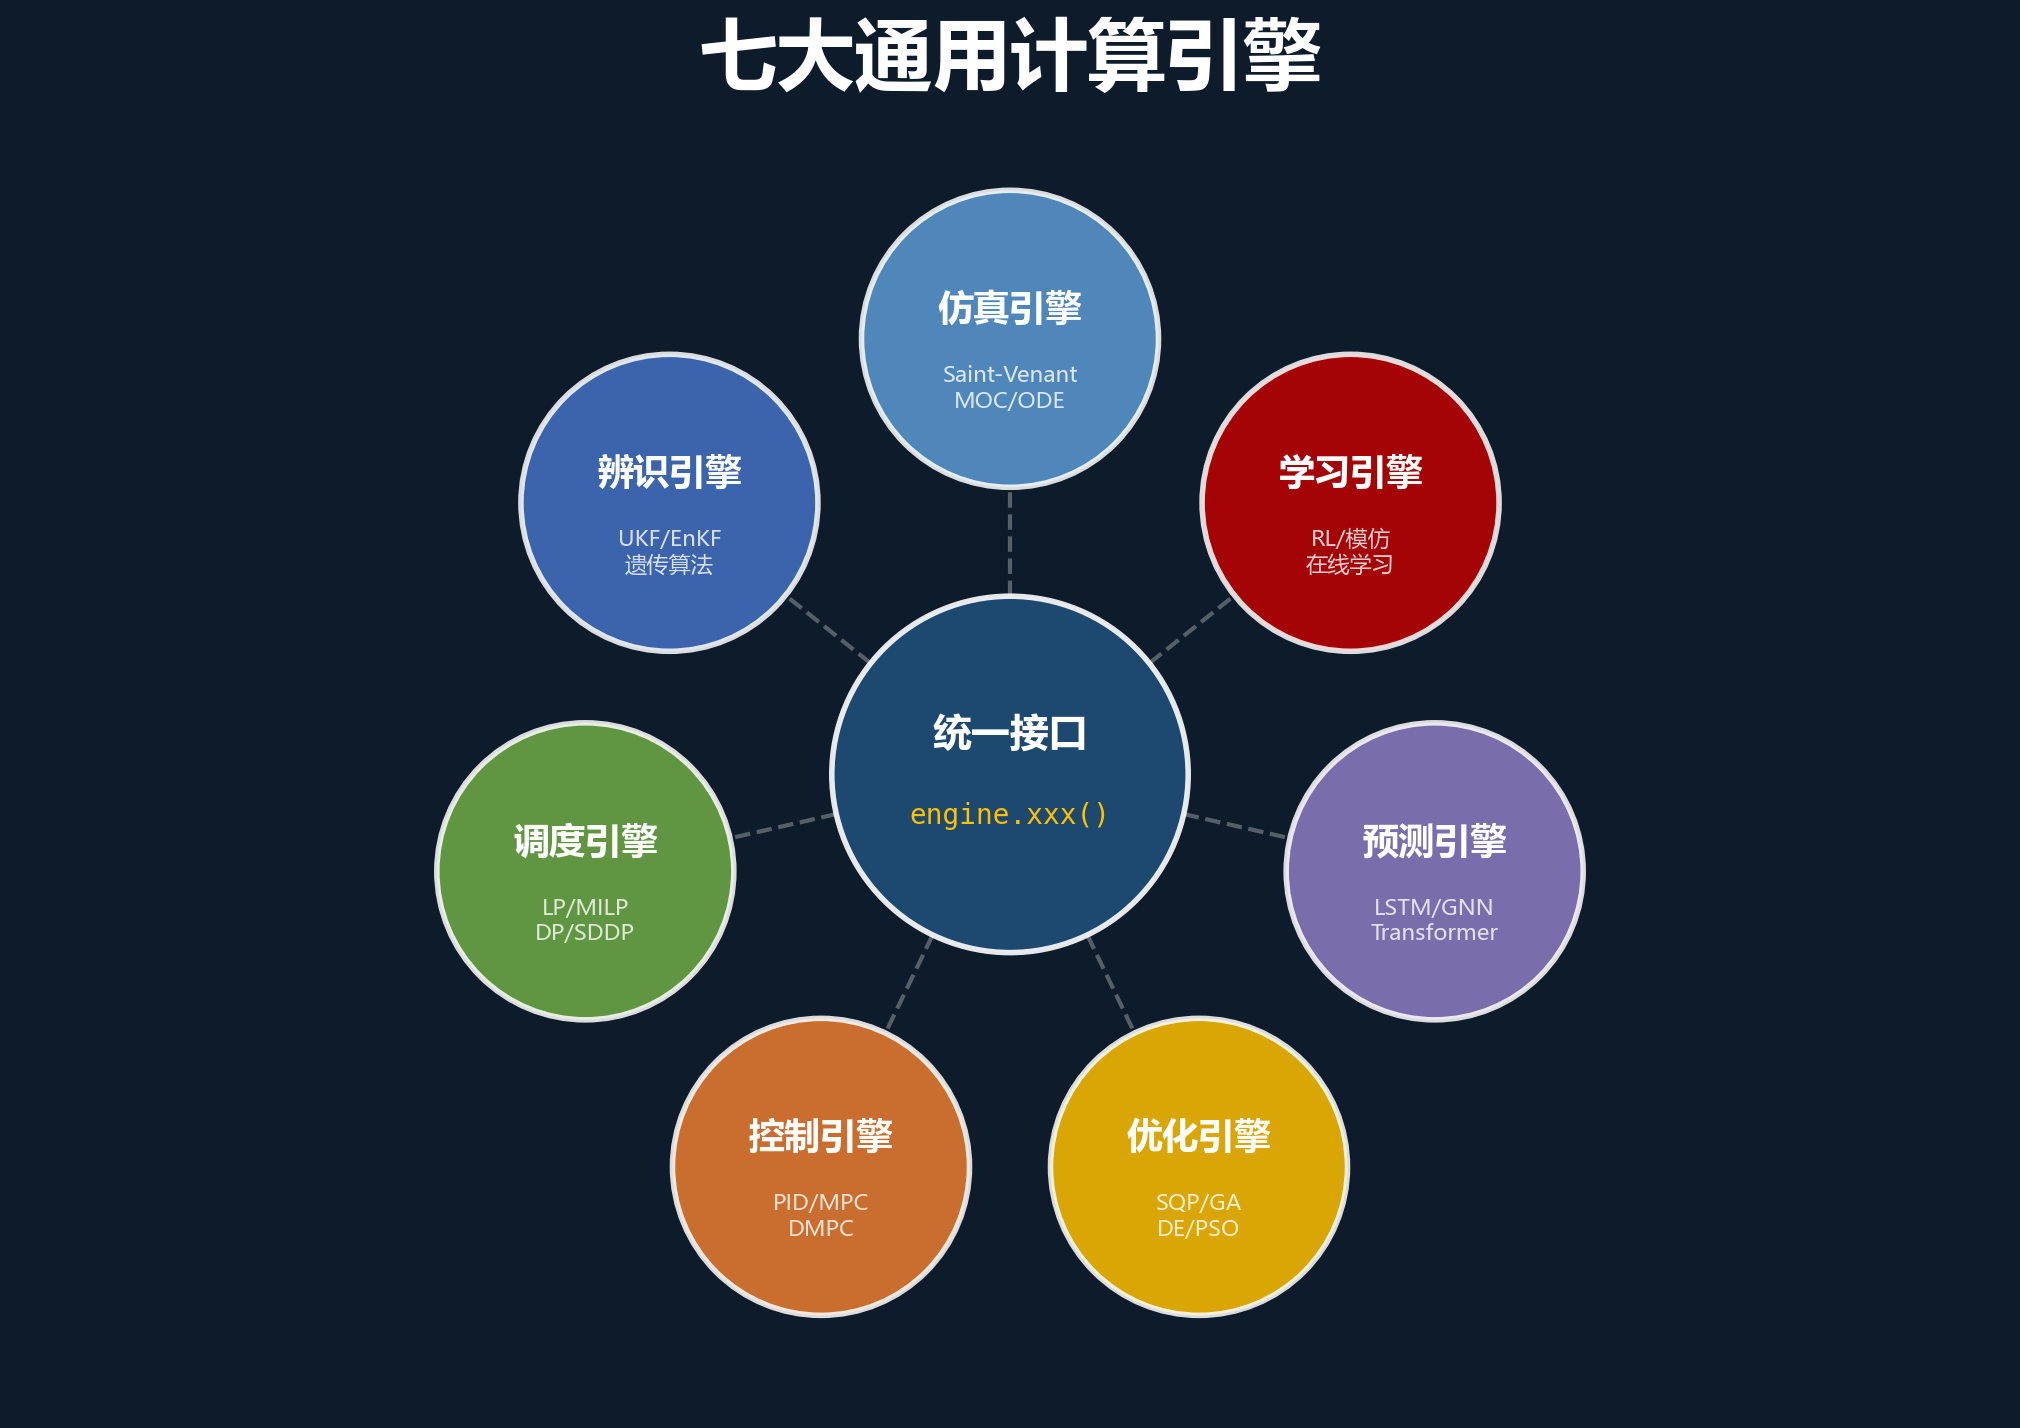 七大通用计算引擎
仿真引擎
Saint-Venant
MOC/ODE
辨识引擎
UKF/EnKF
遗传算法
学习引擎
RL/模仿
在线学习
统一接口
engine.xxx()
调度引擎
LP/MILP
DP/SDDP
预测引擎
LSTM/GNN
Transformer
控制引擎
PID/MPC
DMPC
优化引擎
SQP/GA
DE/PSO